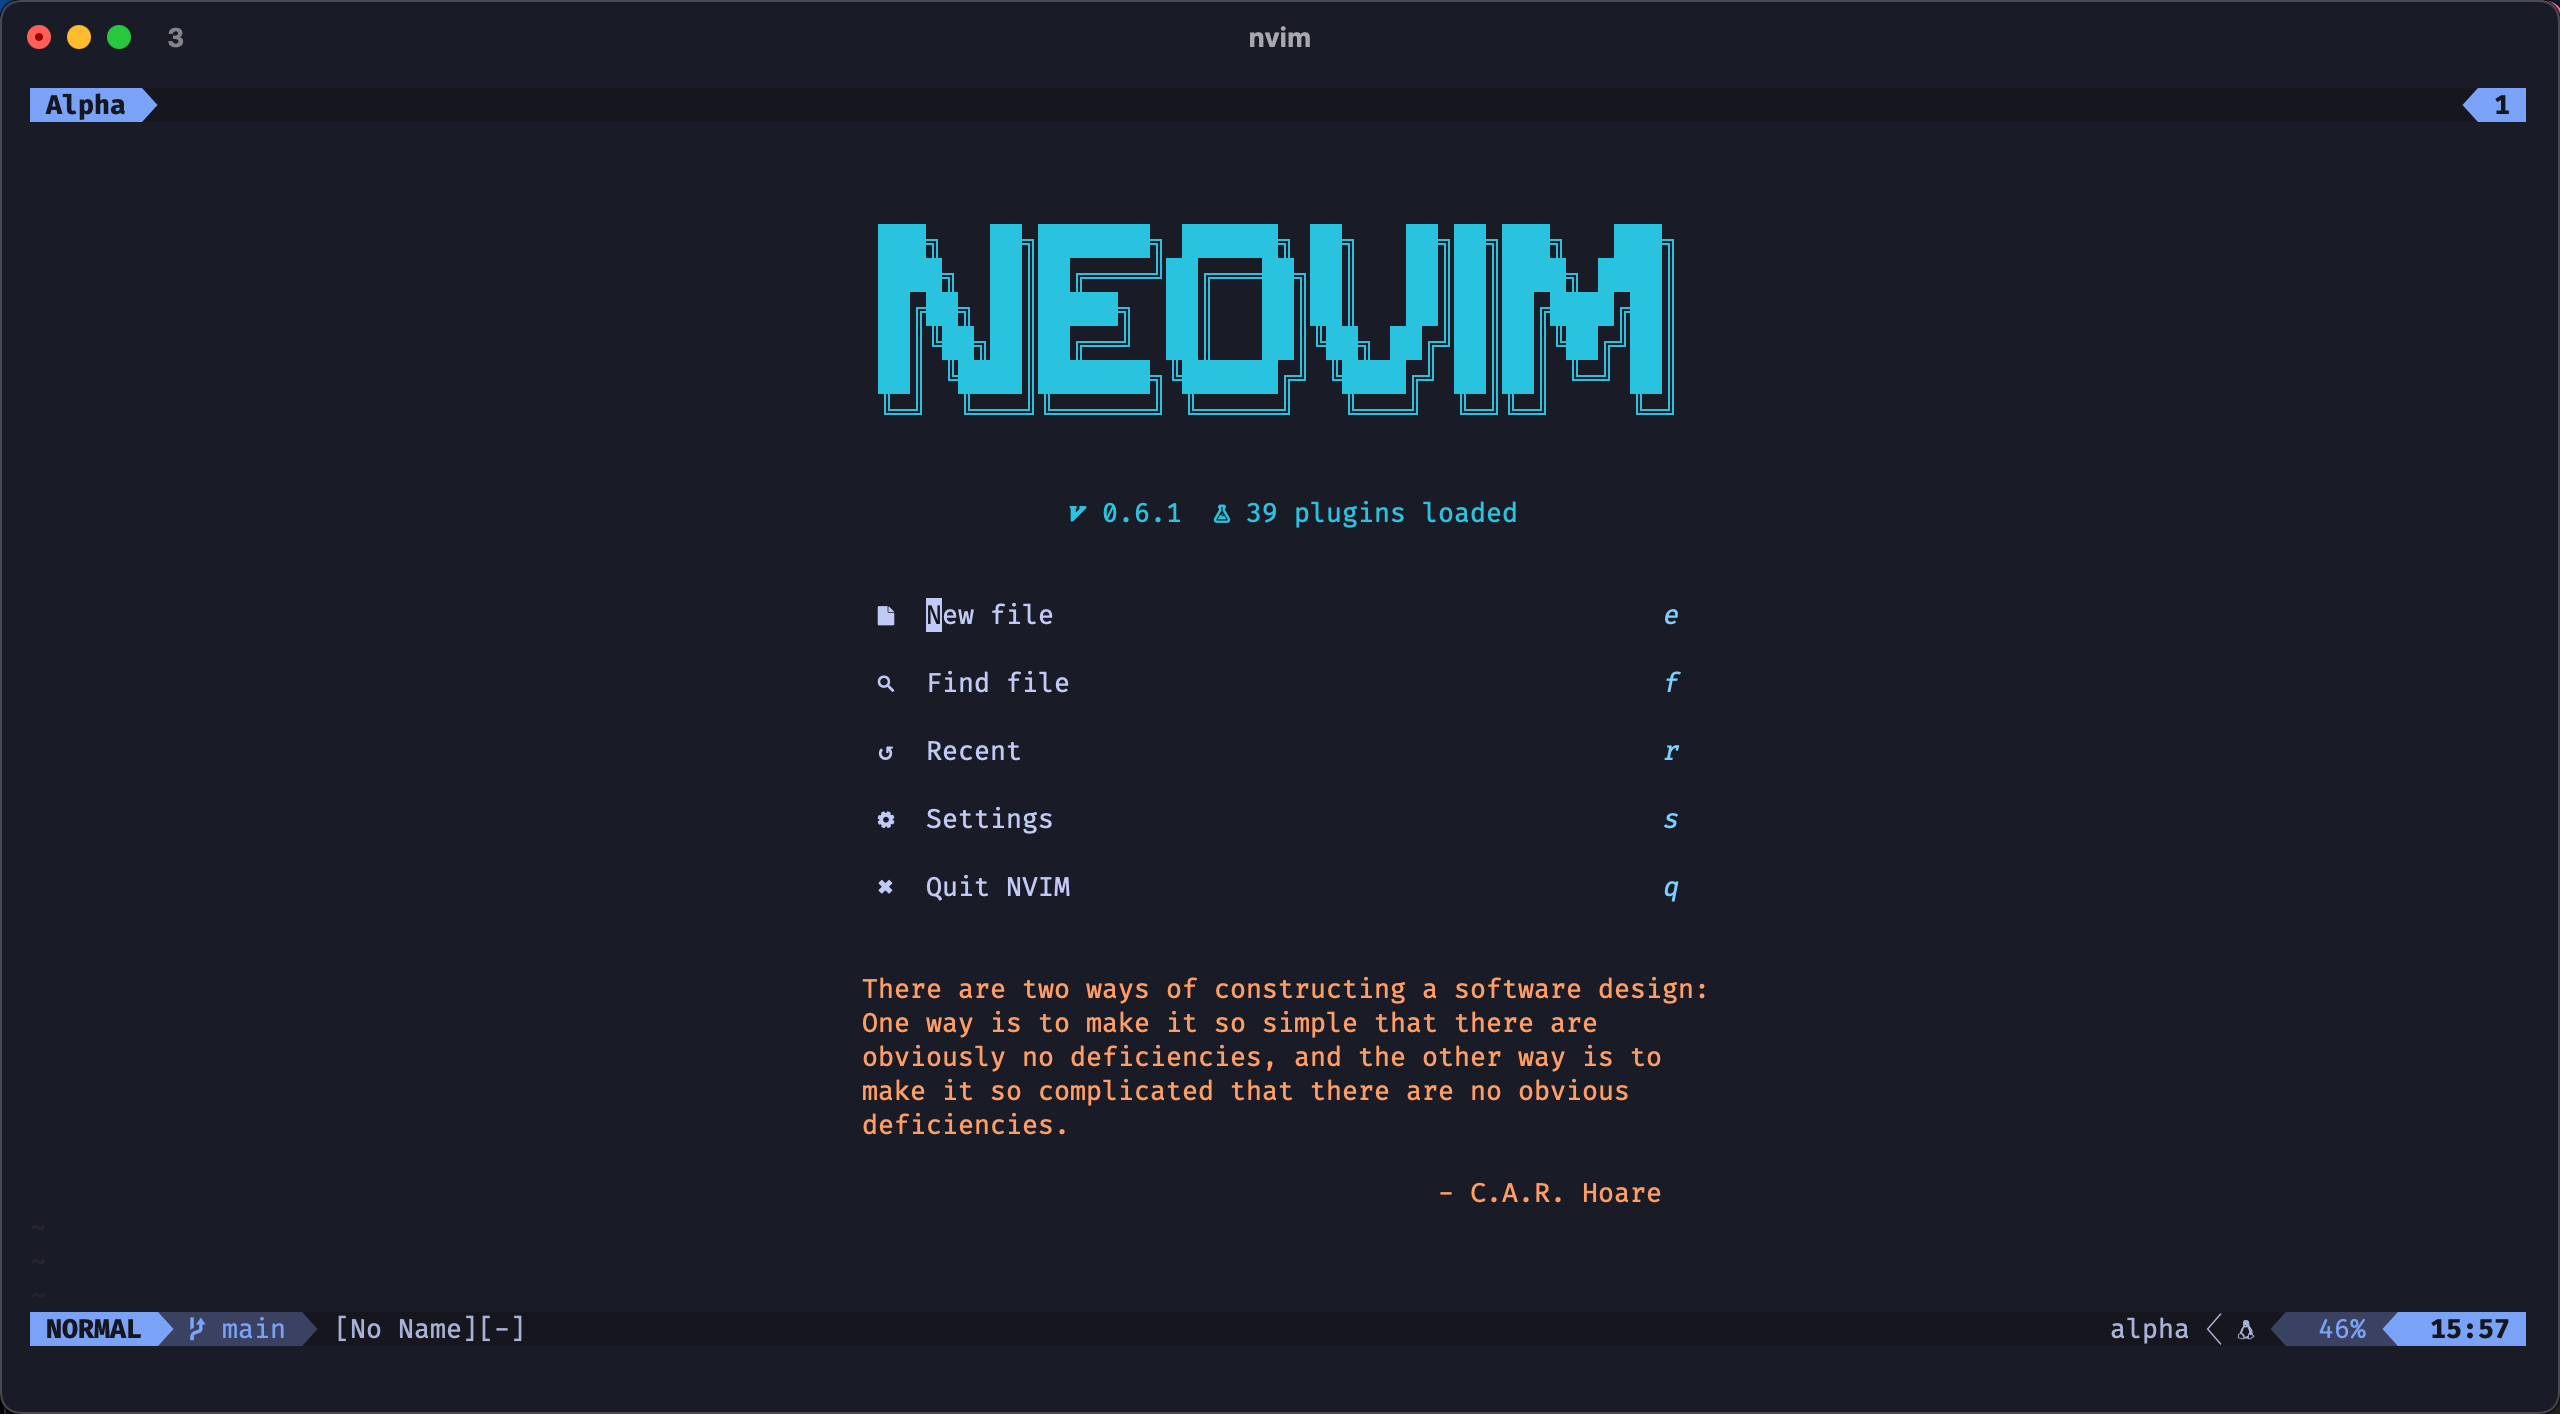 3 nvim
Alpha 1
NEOVIM
0.6.1 39 plugins loaded
New file e
Find file f
Recent r
Settings s
Quit NVIM q
There are two ways of constructing a software design:
One way is to make it so simple that there are
obviously no deficiencies, and the other way is to
make it so complicated that there are no obvious
deficiencies.
- C.A.R. Hoare
~
~
~
NORMAL main [No Name][-] alpha 46% 15:57